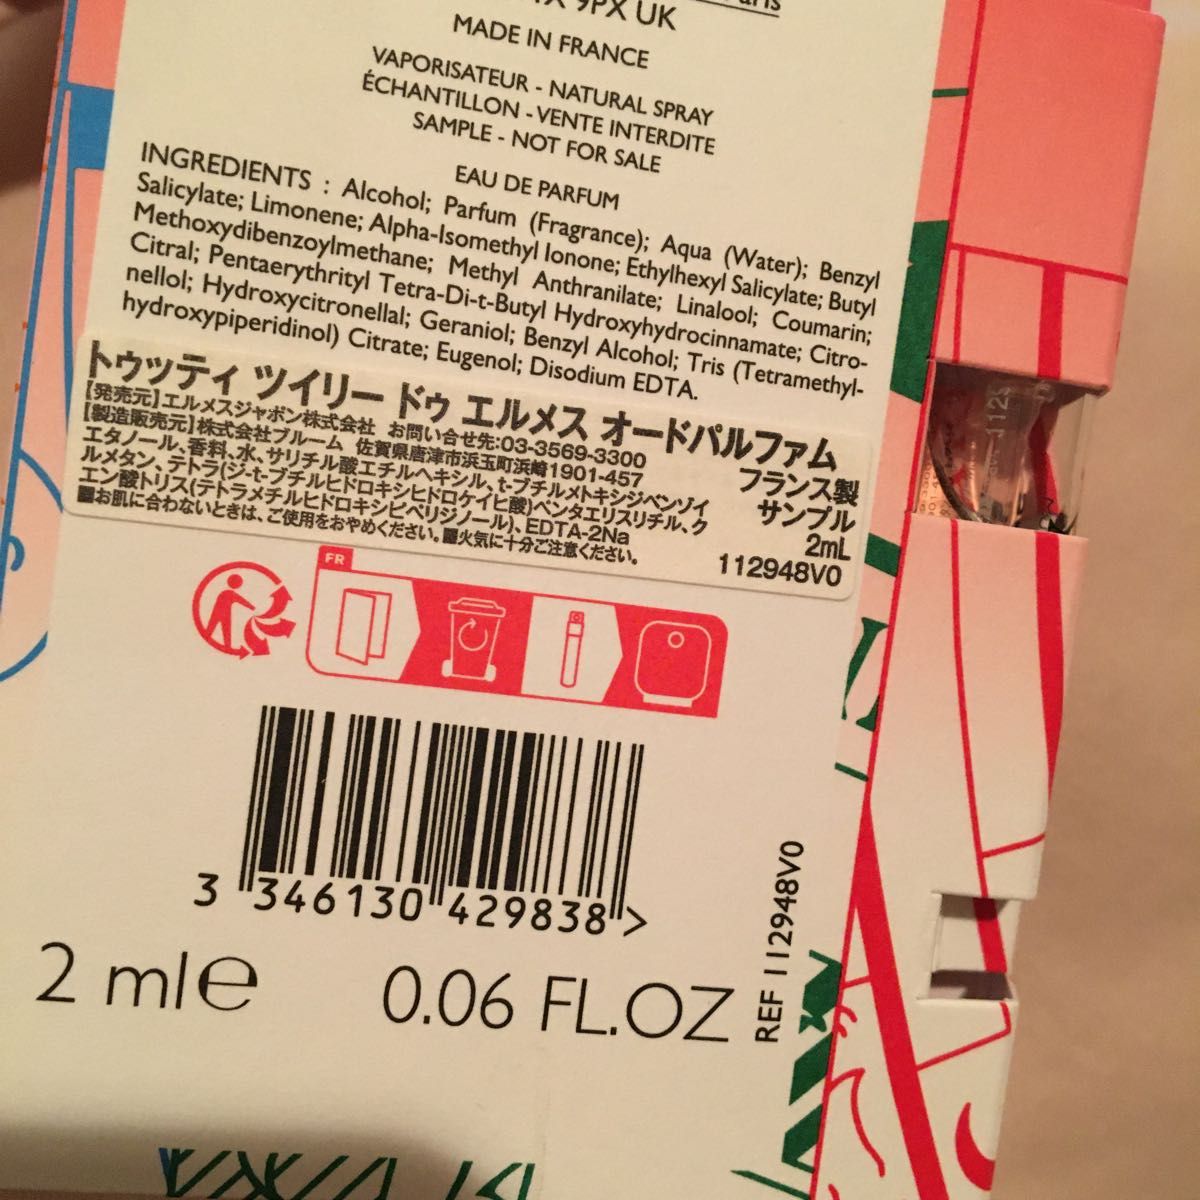 9PX UK
MADE IN FRANCE
VAPORISATEUR - NATURAL SPRAY
ÉCHANTILLON - VENTE INTERDITE
SAMPLE - NOT FOR SALE
EAU DE PARFUM
INGREDIENTS : Alcohol; Parfum (Fragrance); Aqua (Water); Benzyl
Salicylate; Limonene; Alpha-Isomethyl Ionone; Ethylhexyl Salicylate; Butyl
Methoxydibenzoylmethane; Methyl Anthranilate; Linalool; Coumarin;
Citral; Pentaerythrityl Tetra-Di-t-Butyl Hydroxyhydrocinnamate; Citro-
nellol; Hydroxycitronellal; Geraniol; Benzyl Alcohol; Tris (Tetramethyl-
hydroxypiperidinol) Citrate; Eugenol; Disodium EDTA.
トゥッティ ツイリー ドゥ エルメス オードパルファム
【発売元】エルメスジャポン株式会社 お問い合せ先:03-3569-3300
【製造販売元】株式会社ブルーム 佐賀県唐津市浜玉町浜崎1901-457
エタノール、香料、水、サリチル酸エチルヘキシル、t-ブチルメトキシジベンゾイ
ルメタン、テトラ(ジ-t-ブチルヒドロキシヒドロケイヒ酸)ペンタエリスリチル、ク
エン酸トリス(テトラメチルヒドロキシピペリジノール)、EDTA-2Na
■お肌に合わないときは、ご使用をおやめください。■火気に十分ご注意ください。
フランス製
サンプル
2mL
112948V0
FR
3 346130 429838 >
2 ml e
0.06 FL.OZ
REF 112948V0